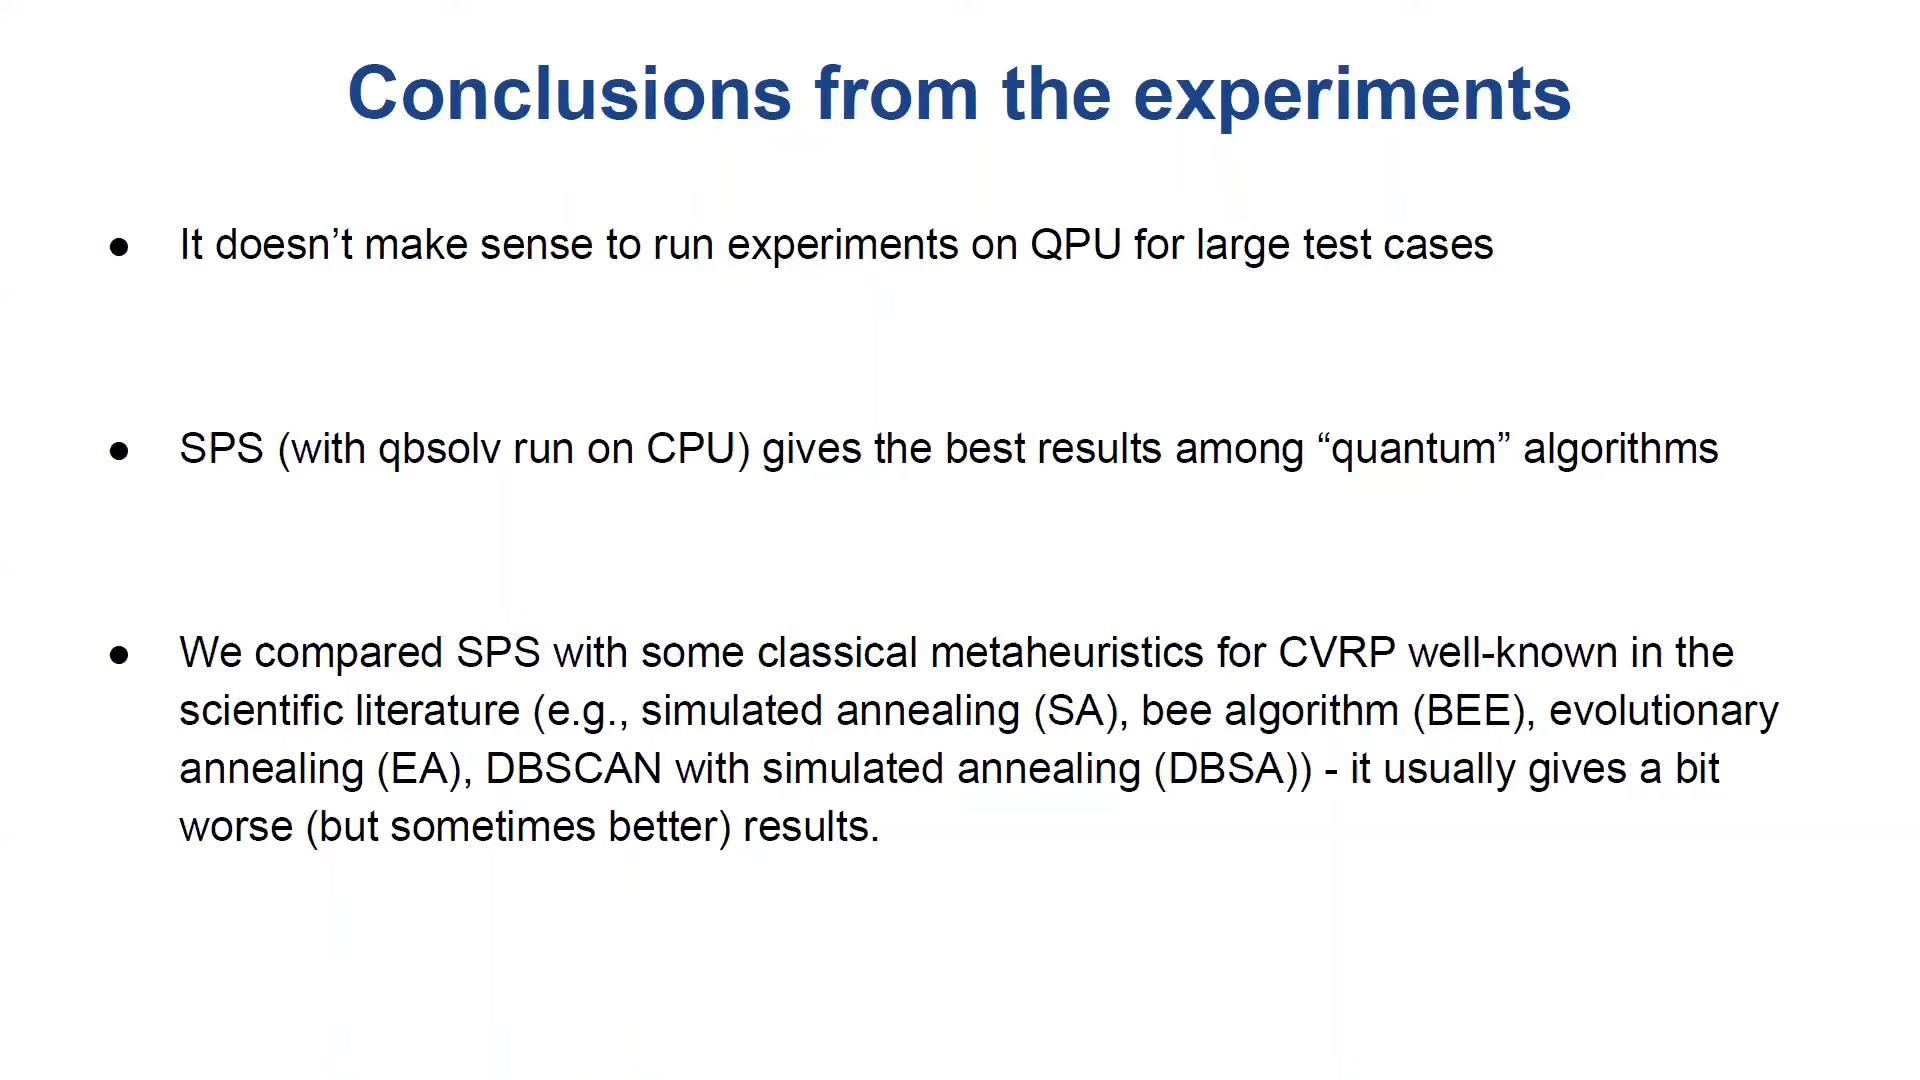 Conclusions from the experiments
● It doesn’t make sense to run experiments on QPU for large test cases
● SPS (with qbsolv run on CPU) gives the best results among “quantum” algorithms
● We compared SPS with some classical metaheuristics for CVRP well-known in the
scientific literature (e.g., simulated annealing (SA), bee algorithm (BEE), evolutionary
annealing (EA), DBSCAN with simulated annealing (DBSA)) - it usually gives a bit
worse (but sometimes better) results.